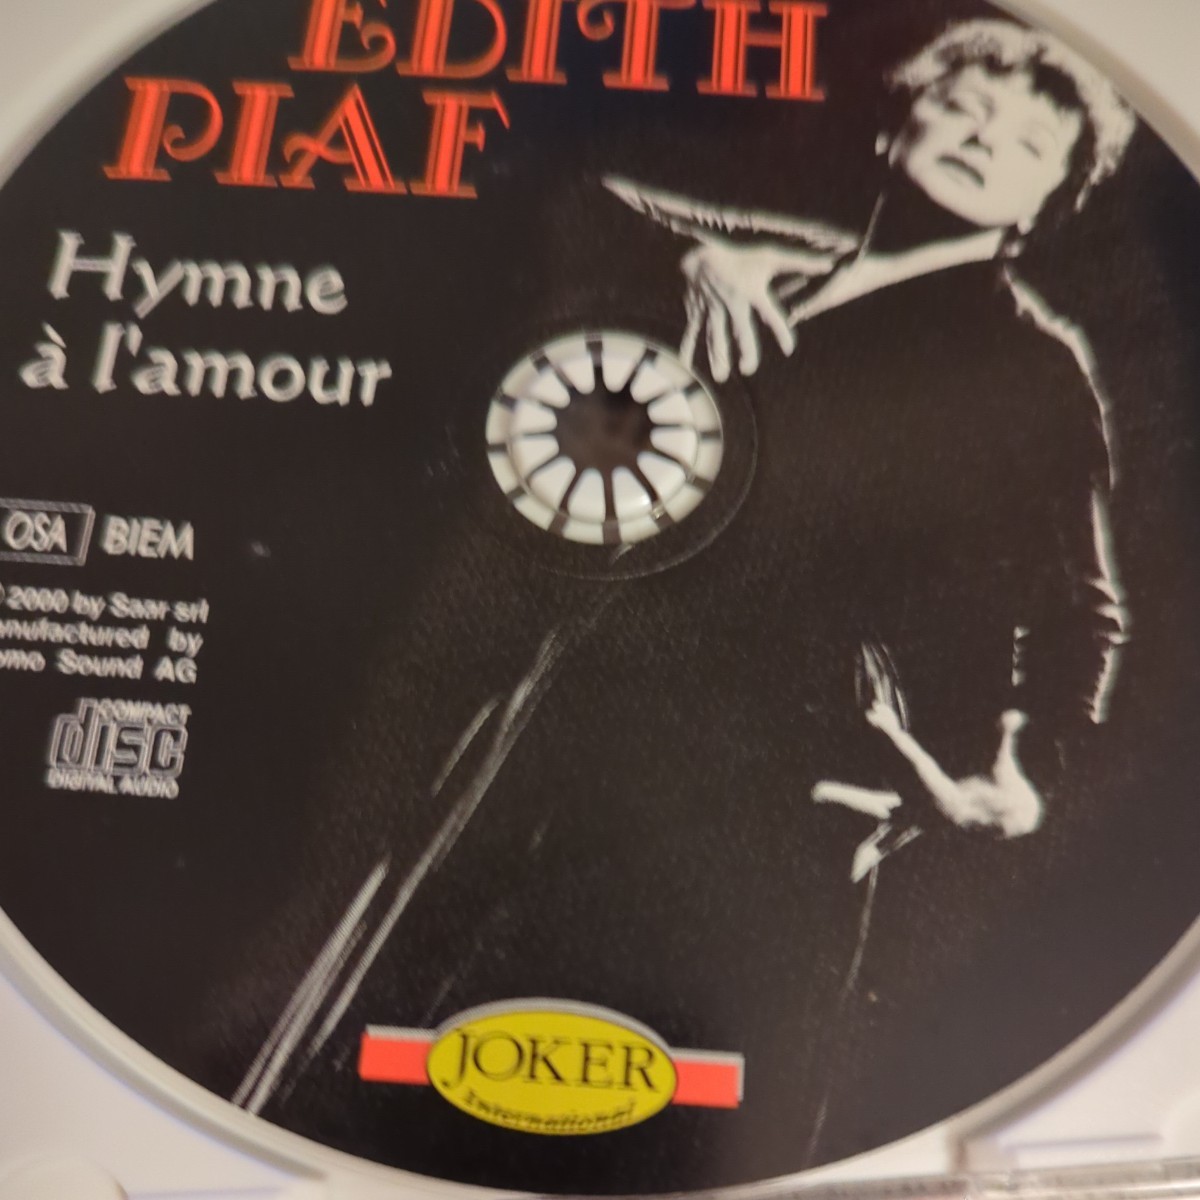 EDITH
PIAF
Hymne
à l'amour
OSA BIEM
2000 by Saar srl
by
Sound AG
COMPACT
disc
DIGITAL AUDIO
JOKER
International